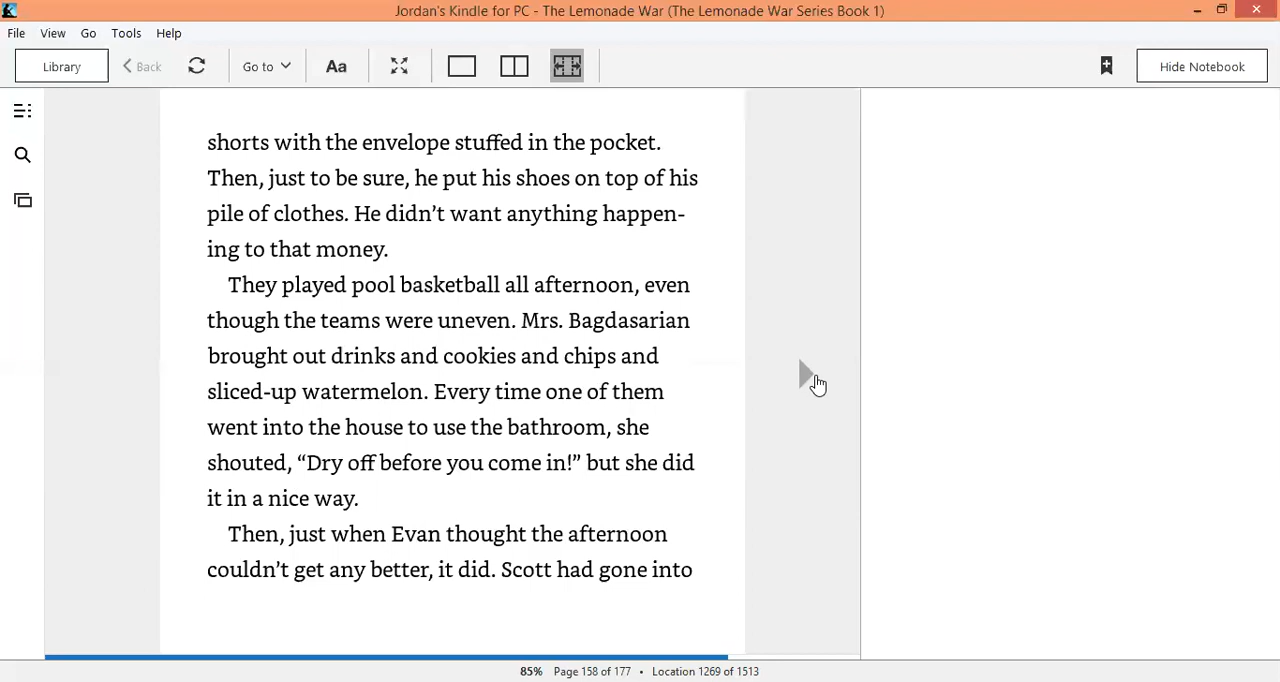 Jordan's Kindle for PC - The Lemonade War (The Lemonade War Series Book 1)
File View Go Tools Help
Library Back Go to Aa Hide Notebook
shorts with the envelope stuffed in the pocket.
Then, just to be sure, he put his shoes on top of his
pile of clothes. He didn’t want anything happen-
ing to that money.
They played pool basketball all afternoon, even
though the teams were uneven. Mrs. Bagdasarian
brought out drinks and cookies and chips and
sliced-up watermelon. Every time one of them
went into the house to use the bathroom, she
shouted, “Dry off before you come in!” but she did
it in a nice way.
Then, just when Evan thought the afternoon
couldn’t get any better, it did. Scott had gone into
85% Page 158 of 177 • Location 1269 of 1513